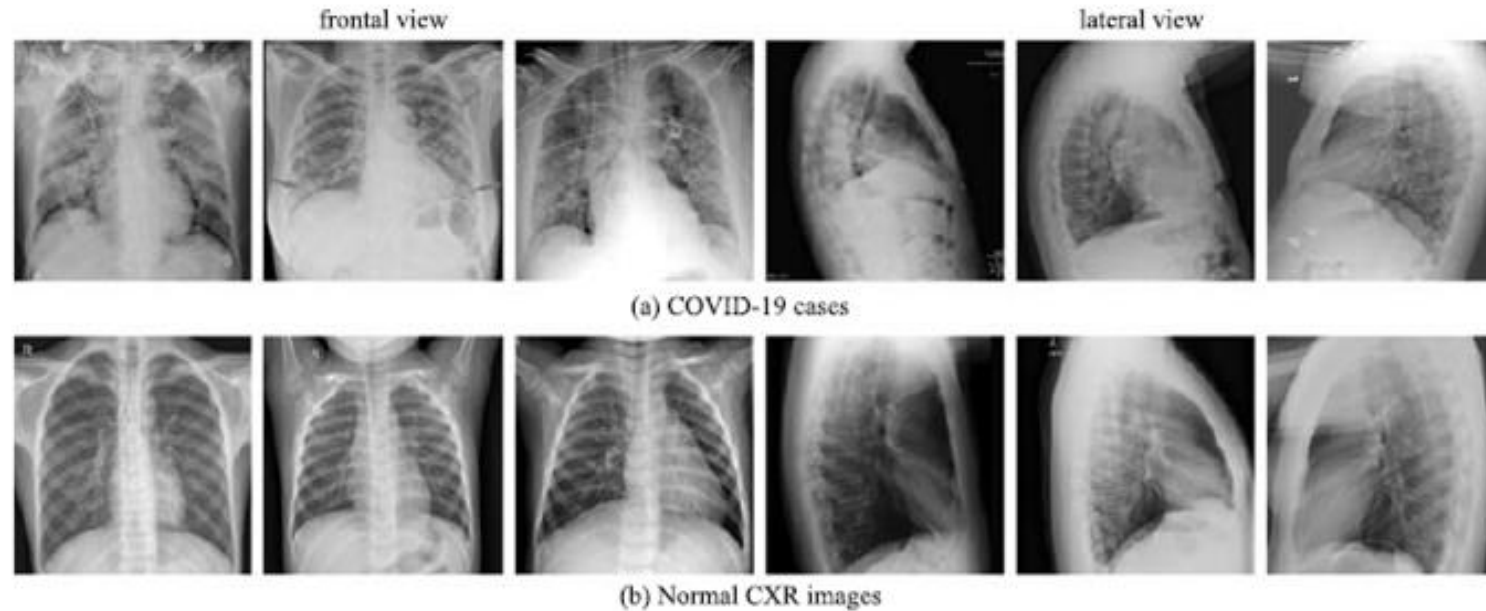 frontal view
lateral view
(a) COVID-19 cases
(b) Normal CXR images